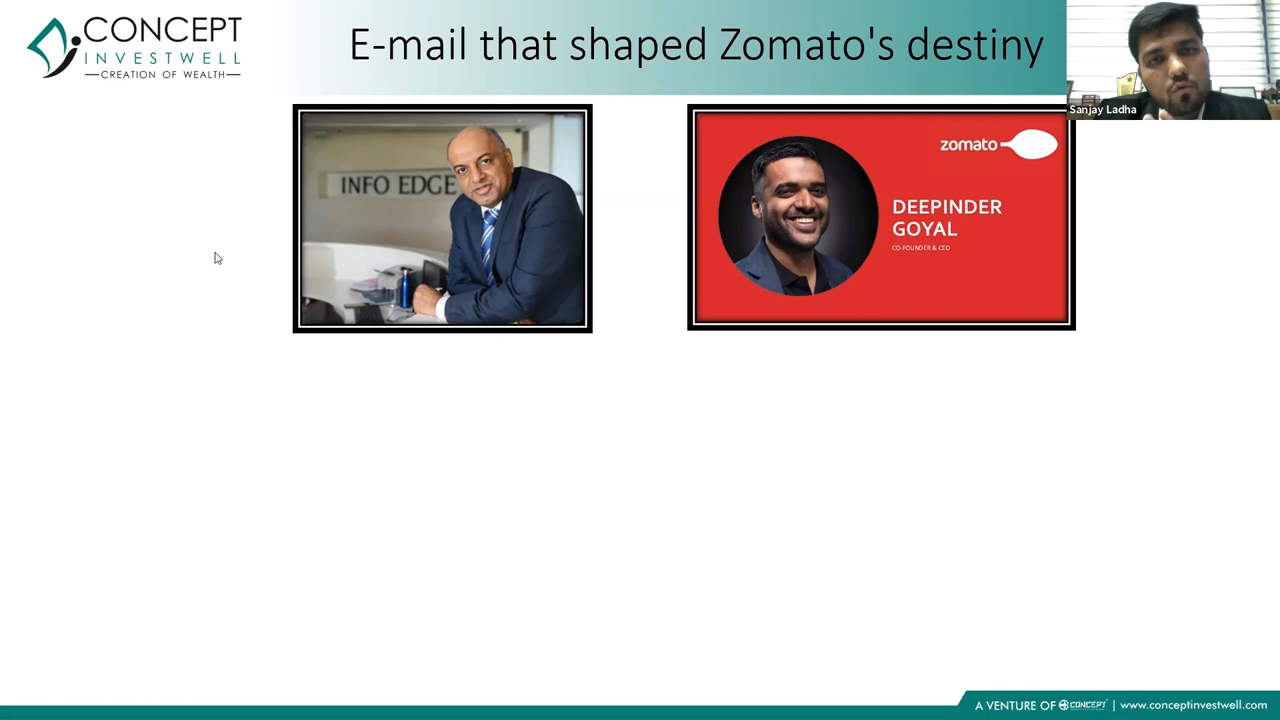 CONCEPT
INVESTWELL
CREATION OF WEALTH
E-mail that shaped Zomato's destiny
Sanjay Ladha
INFO EDGE
zomato
DEEPINDER
GOYAL
CO-FOUNDER & CEO
A VENTURE OF CONCEPT | www.conceptinvestwell.com